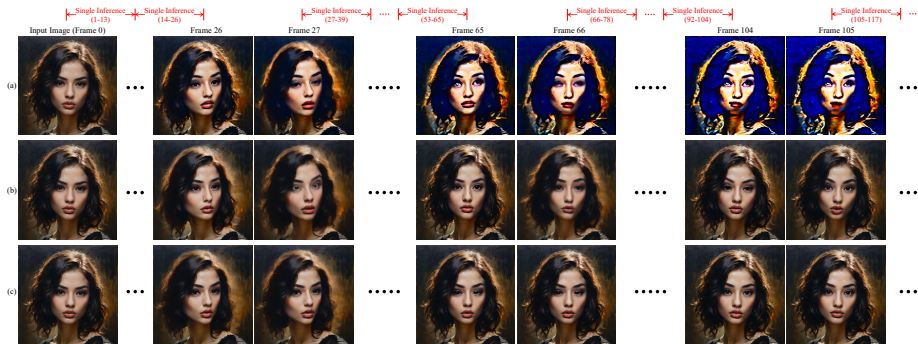 Single Inference (1-13)
Single Inference (14-26)
Single Inference (27-39)
....
Single Inference (53-65)
Single Inference (66-78)
....
Single Inference (92-104)
Single Inference (105-117)
...
Input Image (Frame 0)
Frame 26
Frame 27
Frame 65
Frame 66
Frame 104
Frame 105
(a)
(b)
(c)